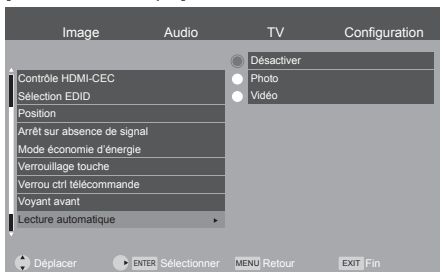 Image Audio TV Configuration
Désactiver
Contrôle HDMI-CEC Photo
Sélection EDID Vidéo
Position
Arrêt sur absence de signal
Mode économie d'énergie
Verrouillage touche
Verrou ctrl télécommande
Voyant avant
Lecture automatique
Déplacer ENTER Sélectionner MENU Retour EXIT Fin